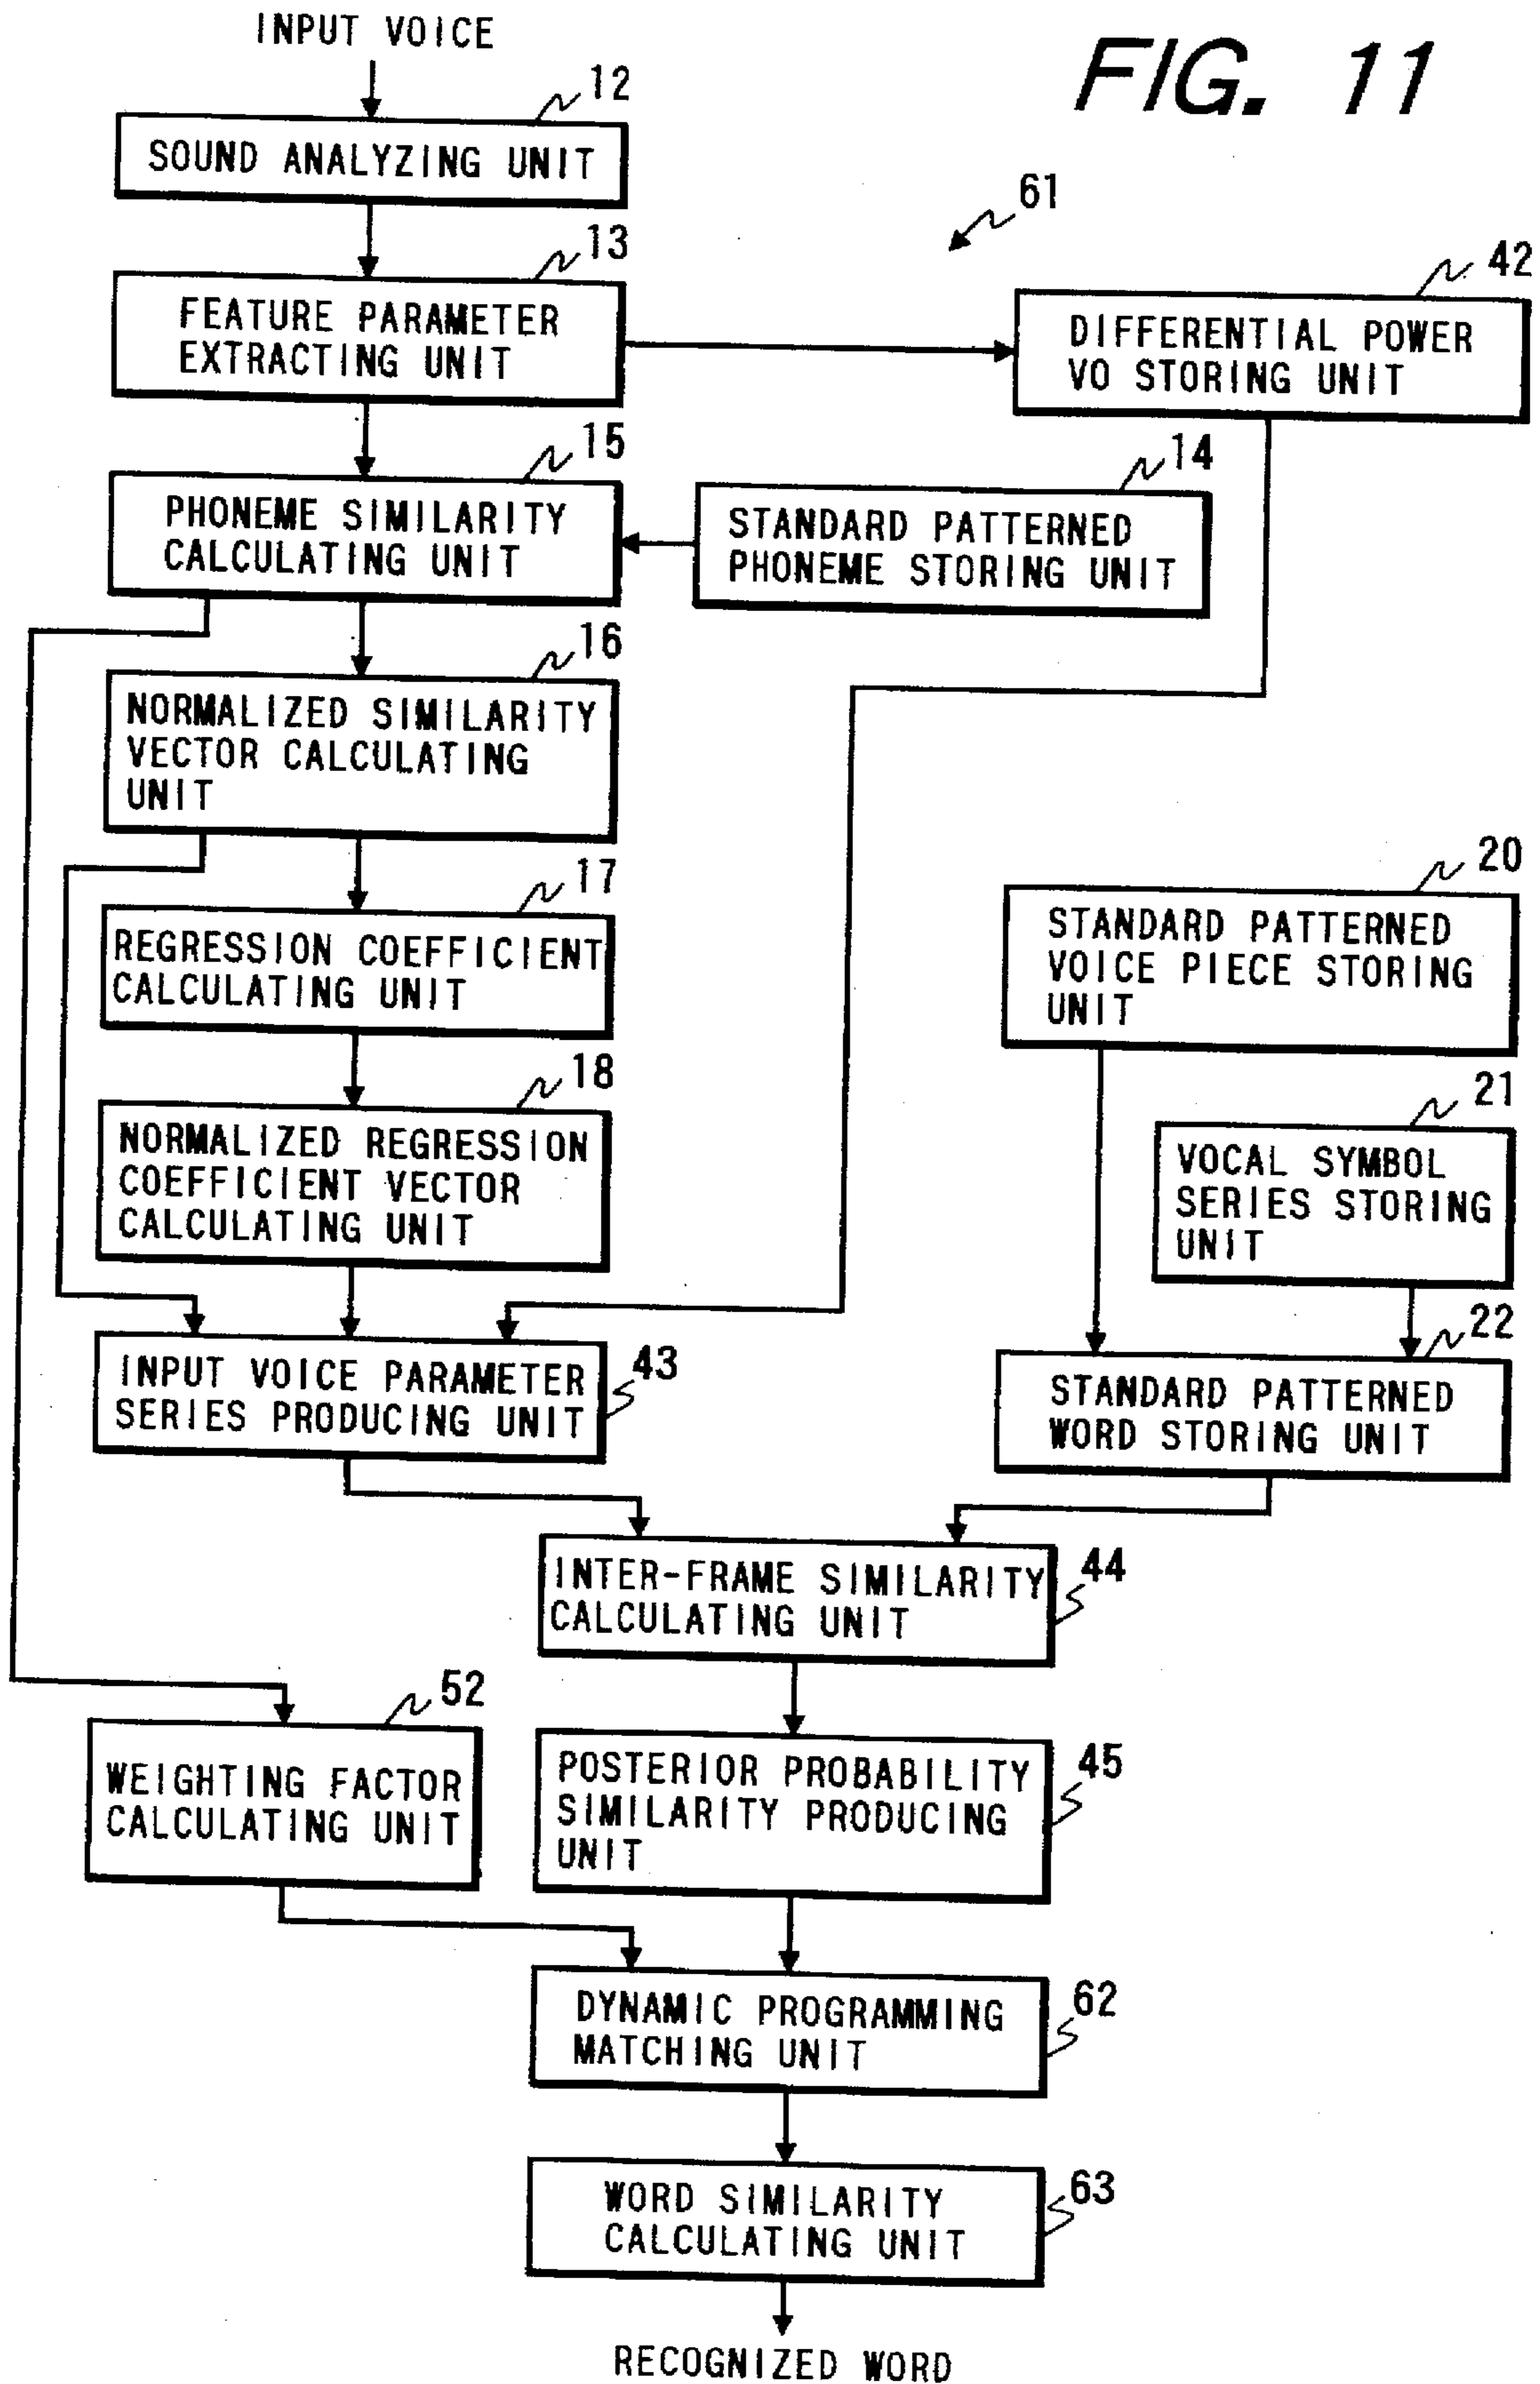 INPUT VOICE
FIG. 11
12
SOUND ANALYZING UNIT
61
13
FEATURE PARAMETER
EXTRACTING UNIT
42
DIFFERENTIAL POWER
VO STORING UNIT
15
PHONEME SIMILARITY
CALCULATING UNIT
14
STANDARD PATTERNED
PHONEME STORING UNIT
16
NORMALIZED SIMILARITY
VECTOR CALCULATING
UNIT
17
REGRESSION COEFFICIENT
CALCULATING UNIT
20
STANDARD PATTERNED
VOICE PIECE STORING
UNIT
18
NORMALIZED REGRESSION
COEFFICIENT VECTOR
CALCULATING UNIT
21
VOCAL SYMBOL
SERIES STORING
UNIT
43
INPUT VOICE PARAMETER
SERIES PRODUCING UNIT
22
STANDARD PATTERNED
WORD STORING UNIT
44
INTER-FRAME SIMILARITY
CALCULATING UNIT
52
WEIGHTING FACTOR
CALCULATING UNIT
45
POSTERIOR PROBABILITY
SIMILARITY PRODUCING
UNIT
62
DYNAMIC PROGRAMMING
MATCHING UNIT
63
WORD SIMILARITY
CALCULATING UNIT
RECOGNIZED WORD